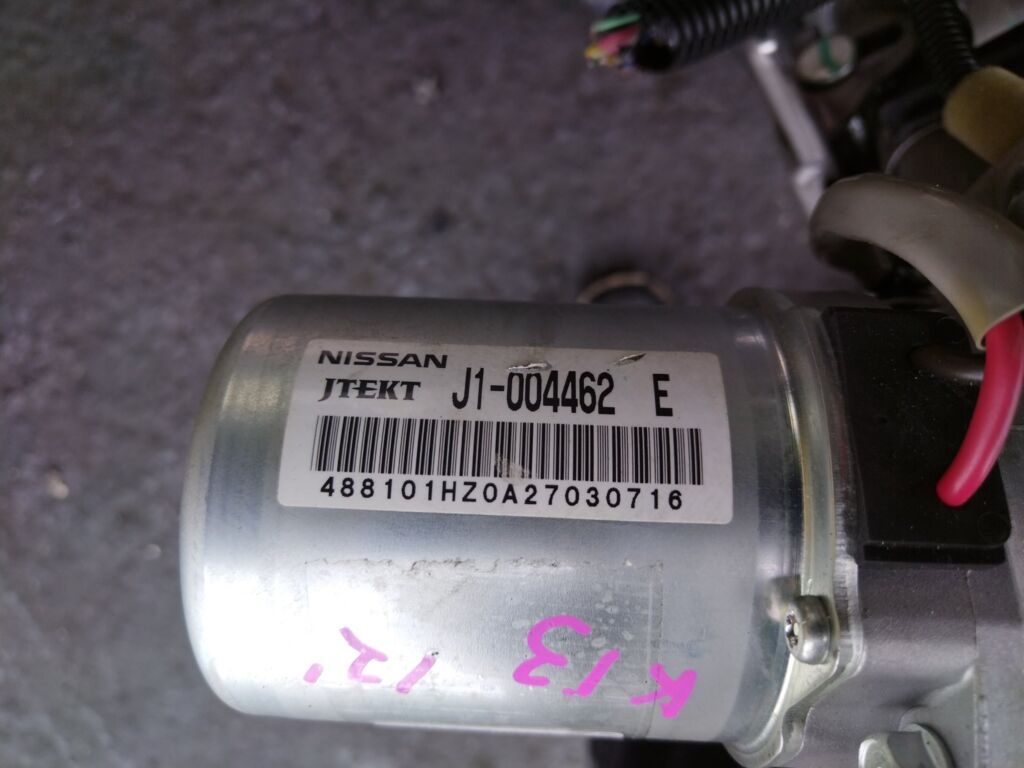 NISSAN
JTEKT J1-004462 E
488101HZ0A27030716
K13 12'